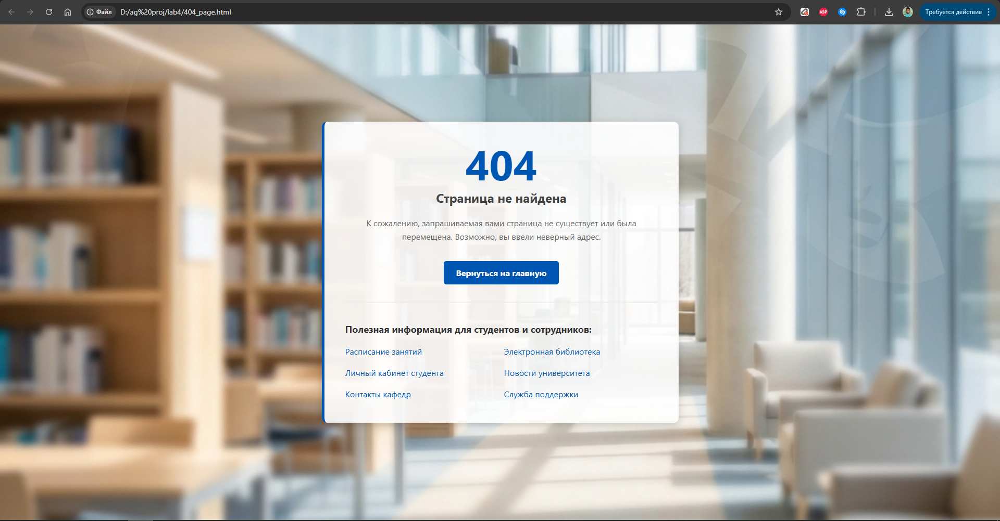 Файл
D:/ag%20proj/lab4/404_page.html
ABP
Требуется действие
404
Страница не найдена
К сожалению, запрашиваемая вами страница не существует или была
перемещена. Возможно, вы ввели неверный адрес.
Вернуться на главную
Полезная информация для студентов и сотрудников:
Расписание занятий
Электронная библиотека
Личный кабинет студента
Новости университета
Контакты кафедр
Служба поддержки